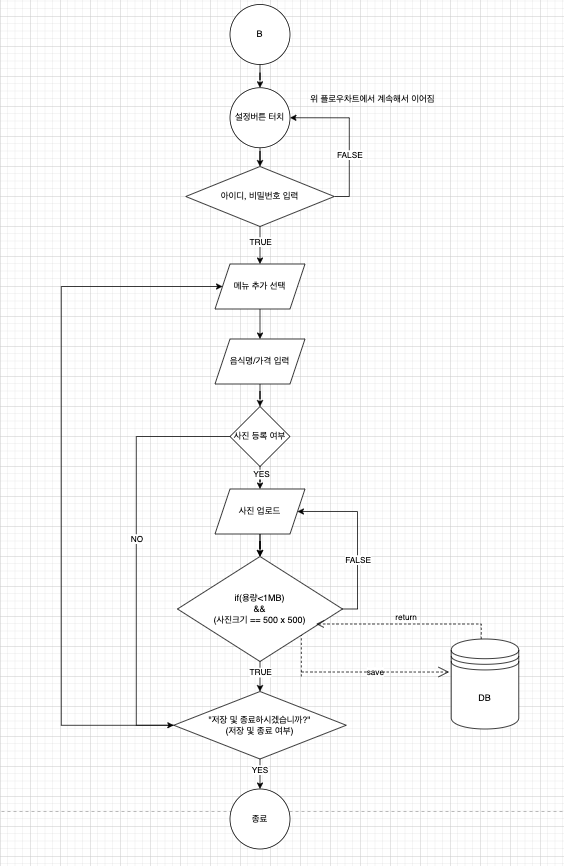 B
위 플로우차트에서 계속해서 이어짐
설정버튼 터치
FALSE
아이디, 비밀번호 입력
TRUE
메뉴 추가 선택
음식명/가격 입력
사진 등록 여부
YES
사진 업로드
NO
FALSE
if(용량<1MB)
&&
(사진크기 == 500 x 500)
return
save
TRUE
DB
"저장 및 종료하시겠습니까?"
(저장 및 종료 여부)
YES
종료